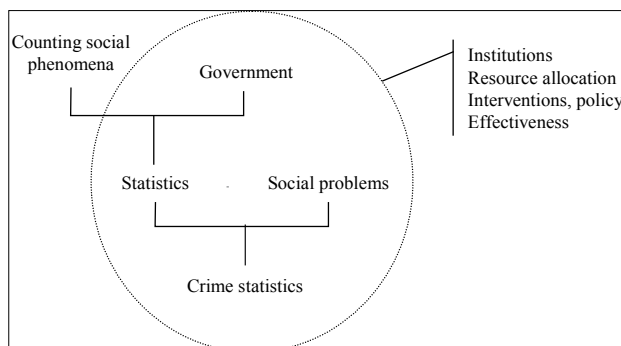 Counting social
phenomena
Government
Institutions
Resource allocation
Interventions, policy
Effectiveness
Statistics
Social problems
Crime statistics